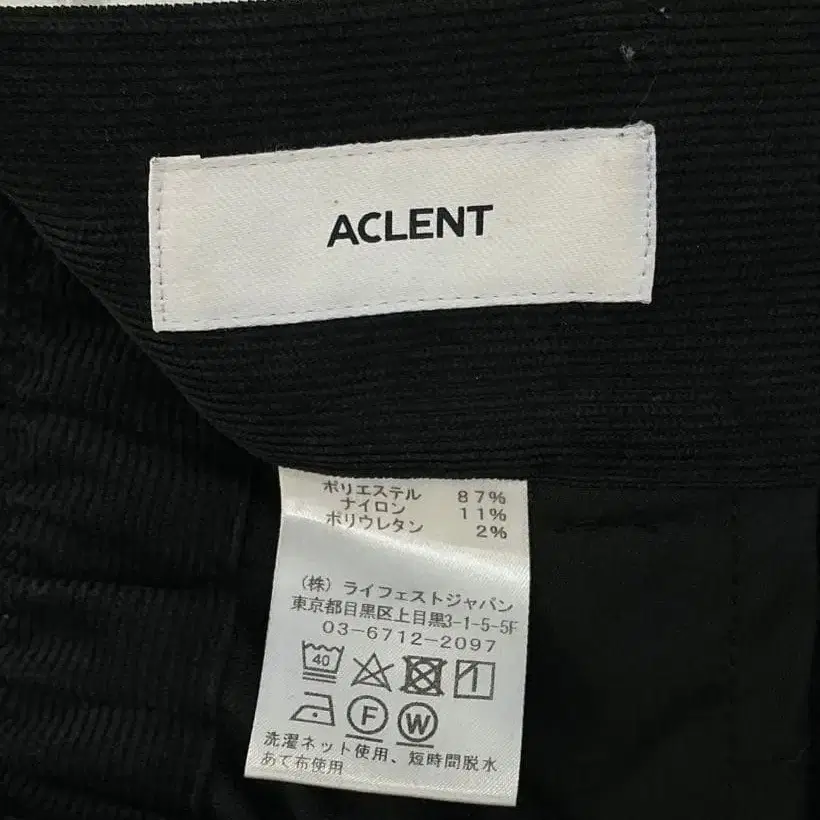 ACLENT
ポリエステル 87%
ナイロン 11%
ポリウレタン 2%
(株)ライフェストジャパン
東京都目黒区上目黒3-1-5-5F
03-6712-2097
40
F W
洗濯ネット使用、短時間脱水
あて布使用